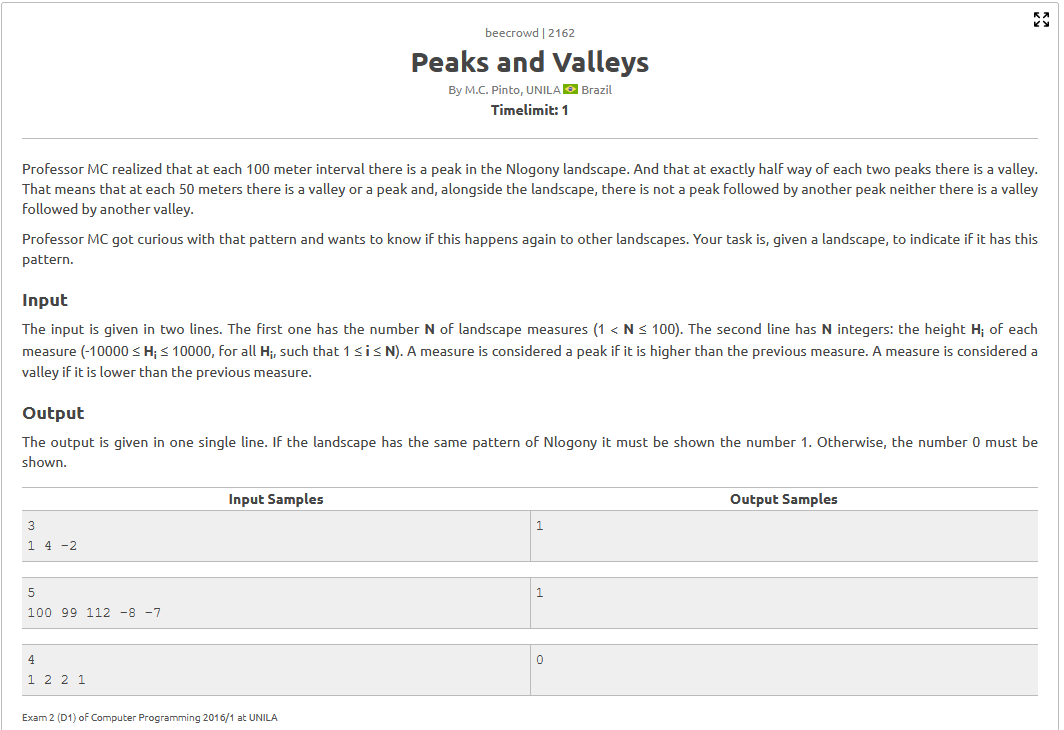 beecrowd | 2162
Peaks and Valleys
By M.C. Pinto, UNILA Brazil
Timelimit: 1
Professor MC realized that at each 100 meter interval there is a peak in the Nlogony landscape. And that at exactly half way of each two peaks there is a valley.
That means that at each 50 meters there is a valley or a peak and, alongside the landscape, there is not a peak followed by another peak neither there is a valley
followed by another valley.
Professor MC got curious with that pattern and wants to know if this happens again to other landscapes. Your task is, given a landscape, to indicate if it has this
pattern.
Input
The input is given in two lines. The first one has the number N of landscape measures (1 < N ≤ 100). The second line has N integers: the height Hi of each
measure (-10000 ≤ Hi ≤ 10000, for all Hi, such that 1 ≤ i ≤ N). A measure is considered a peak if it is higher than the previous measure. A measure is considered a
valley if it is lower than the previous measure.
Output
The output is given in one single line. If the landscape has the same pattern of Nlogony it must be shown the number 1. Otherwise, the number 0 must be
shown.
Input Samples Output Samples
3 1
1 4 -2
5 1
100 99 112 -8 -7
4 0
1 2 2 1
Exam 2 (D1) of Computer Programming 2016/1 at UNILA